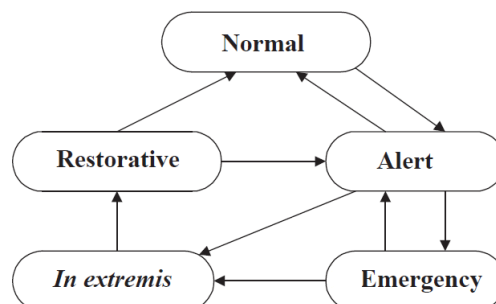 Normal
Restorative
Alert
In extremis
Emergency